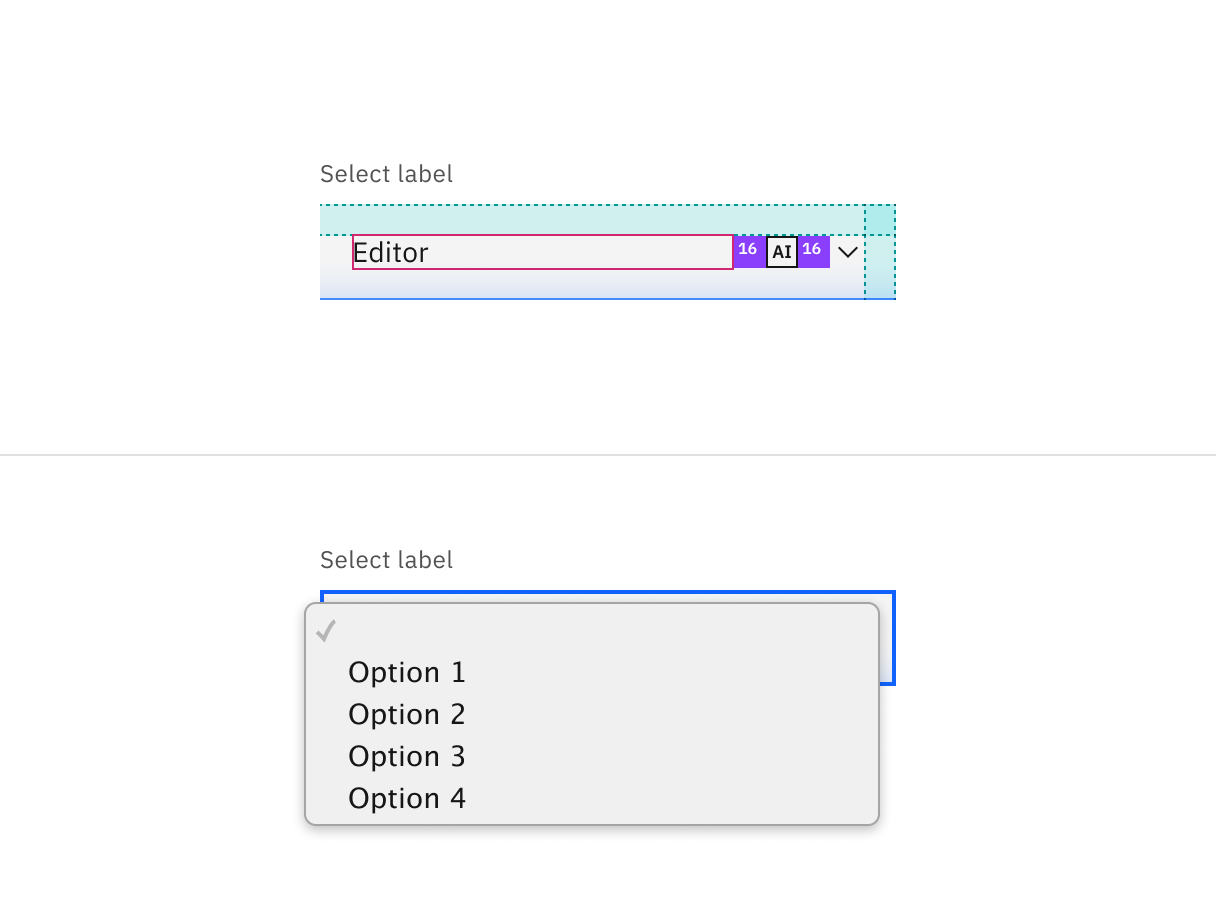 Select label
Editor 16 AI 16
Select label
Option 1
Option 2
Option 3
Option 4